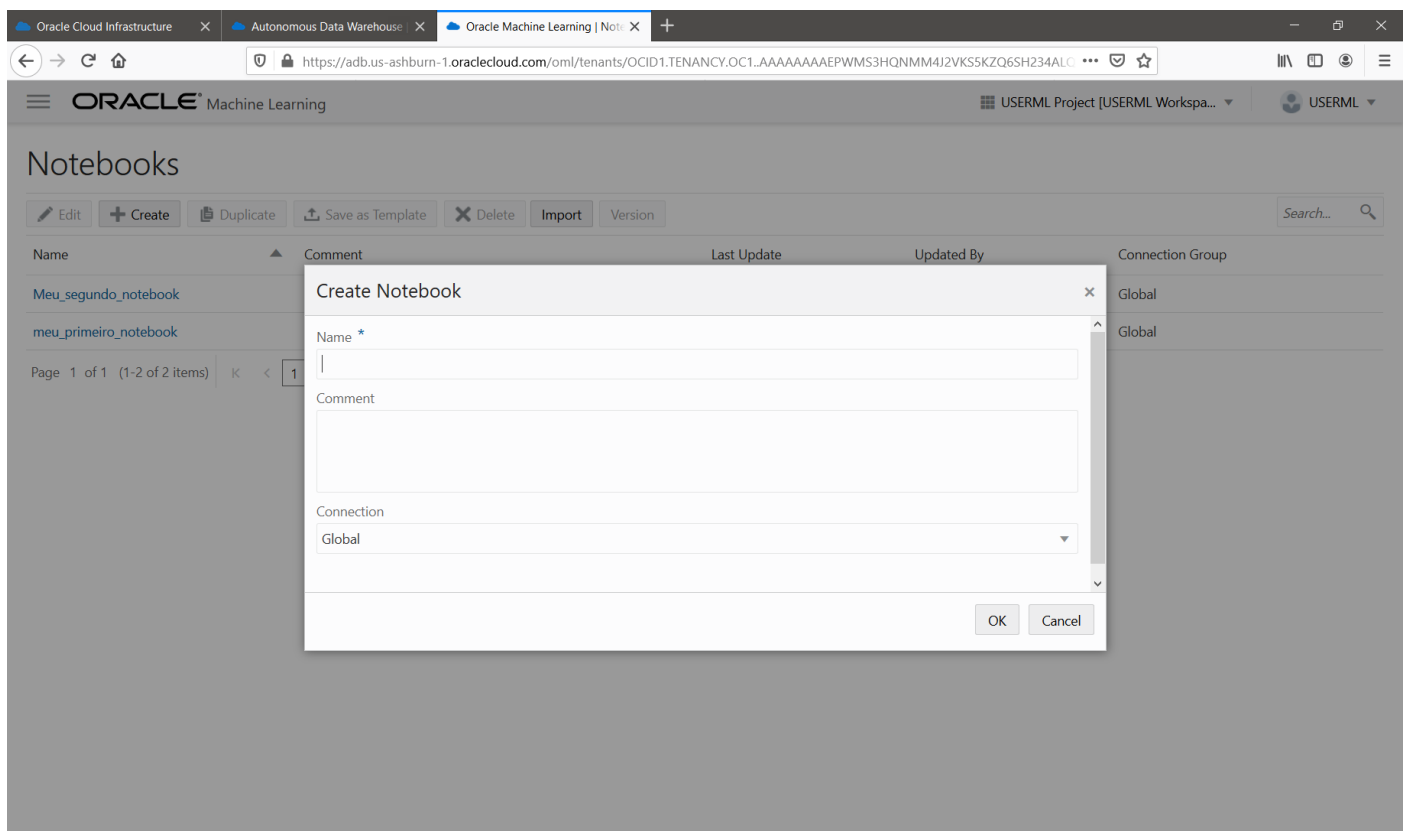 Oracle Cloud Infrastructure Autonomous Data Warehouse | Oracle Machine Learning | Note
https://adb.us-ashburn-1.oraclecloud.com/oml/tenants/OCID1.TENANCY.OC1..AAAAAAAAEPWMS3HQNMM4J2VKS5KZQ6SH234ALQ
ORACLE® Machine Learning USERML Project [USERML Workspa... USERML
Notebooks
Edit Create Duplicate Save as Template Delete Import Version Search...
Name Comment Last Update Updated By Connection Group
Create Notebook
Meu_segundo_notebook Global
meu_primeiro_notebook Global
Name *
Page 1 of 1 (1-2 of 2 items) 1
Comment
Connection
Global
OK Cancel